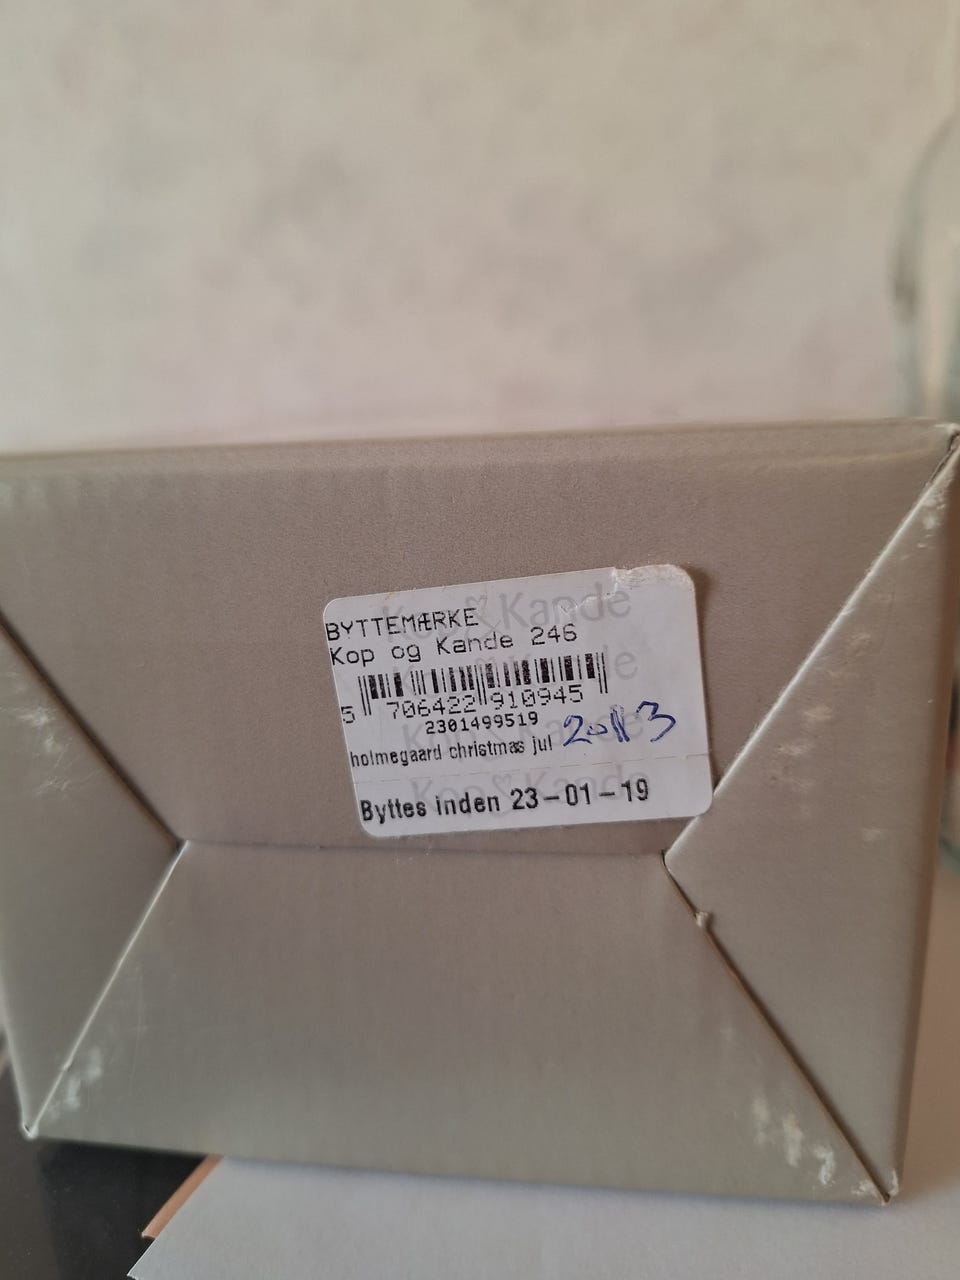 BYTTEMÆRKE
Kop og Kande 246
5 706422 910945
2301499519
holmegaard christmas jul 2013
Byttes inden 23-01-19